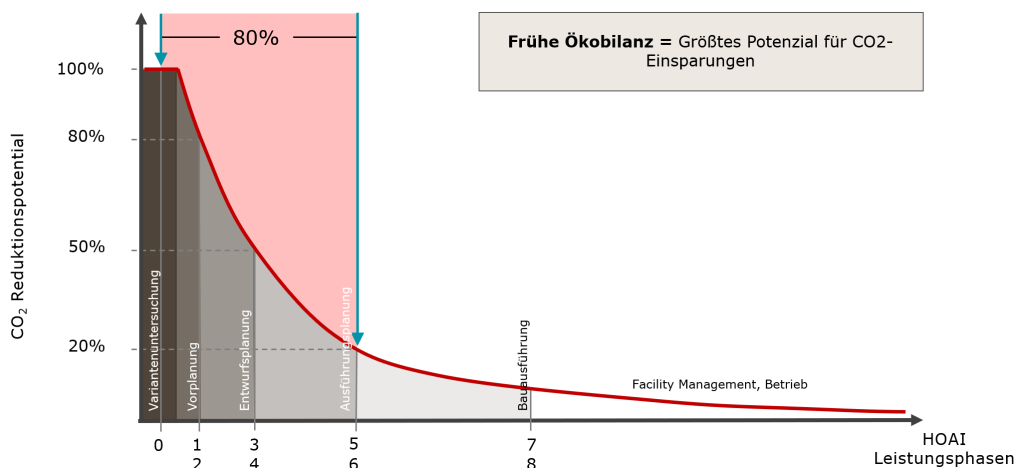 80%
Frühe Ökobilanz = Größtes Potenzial für CO2-
Einsparungen
100%
80%
50%
20%
CO2 Reduktionspotential
Variantenuntersuchung
Vorplanung
Entwurfsplanung
Ausführungsplanung
Bauausführung
Facility Management, Betrieb
0
1
2
3
4
5
6
7
8
HOAI
Leistungsphasen